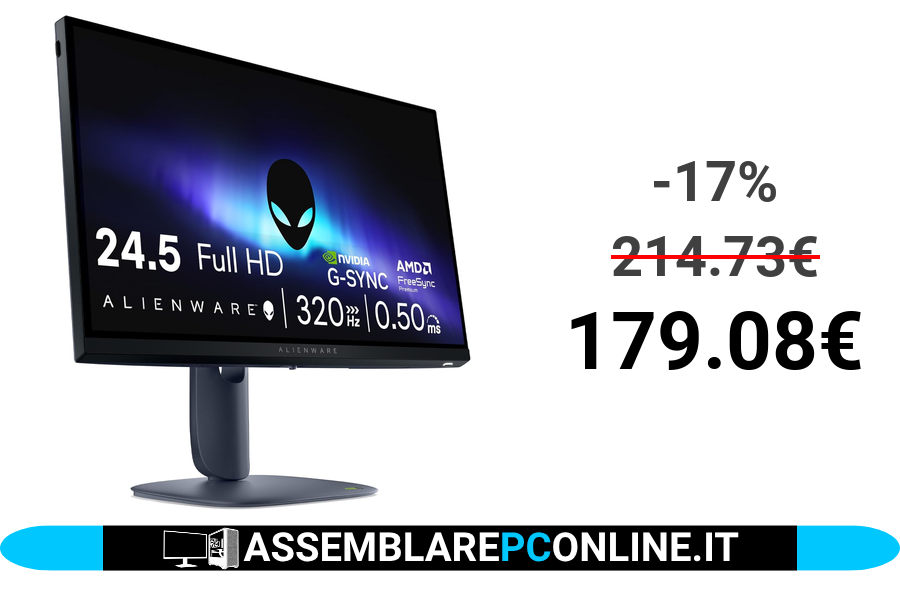 24.5 Full HD
NVIDIA
G-SYNC
AMD
FreeSync
Premium
ALIENWARE
320 Hz
0.50 ms
ALIENWARE
-17%
214.73€
179.08€
ASSEMBLAREPCONLINE.IT